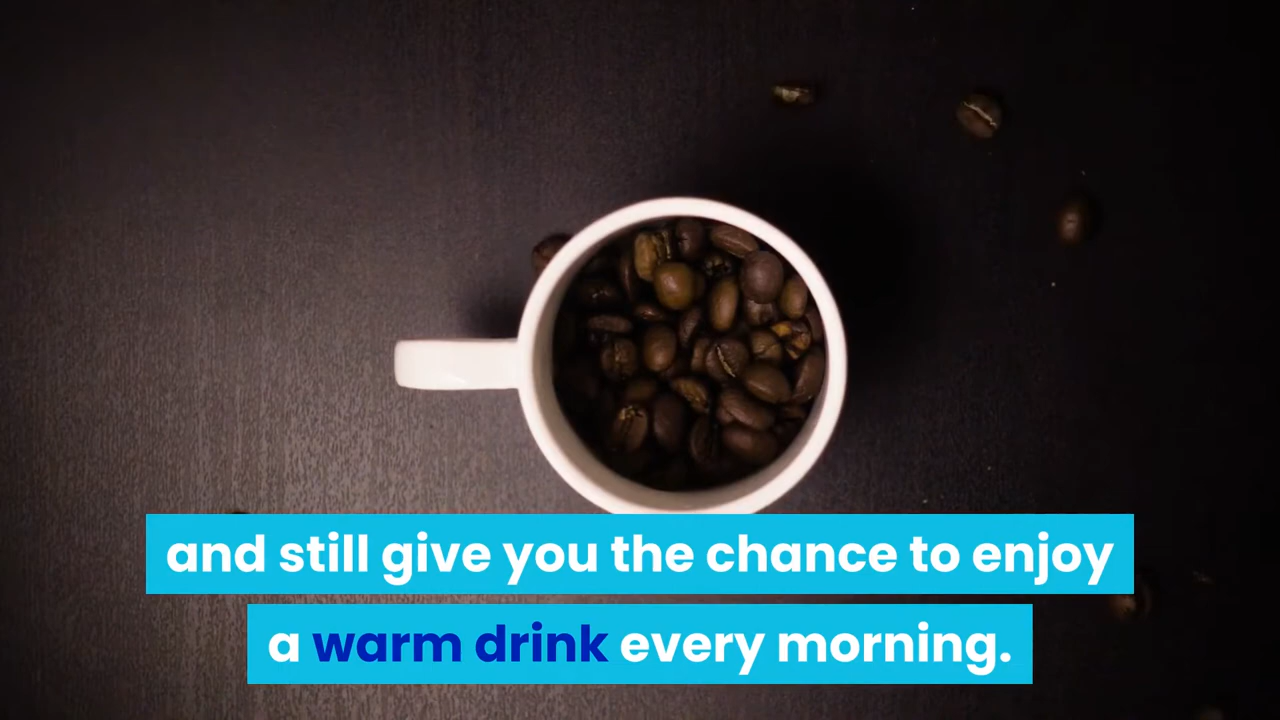 and still give you the chance to enjoy
a warm drink every morning.